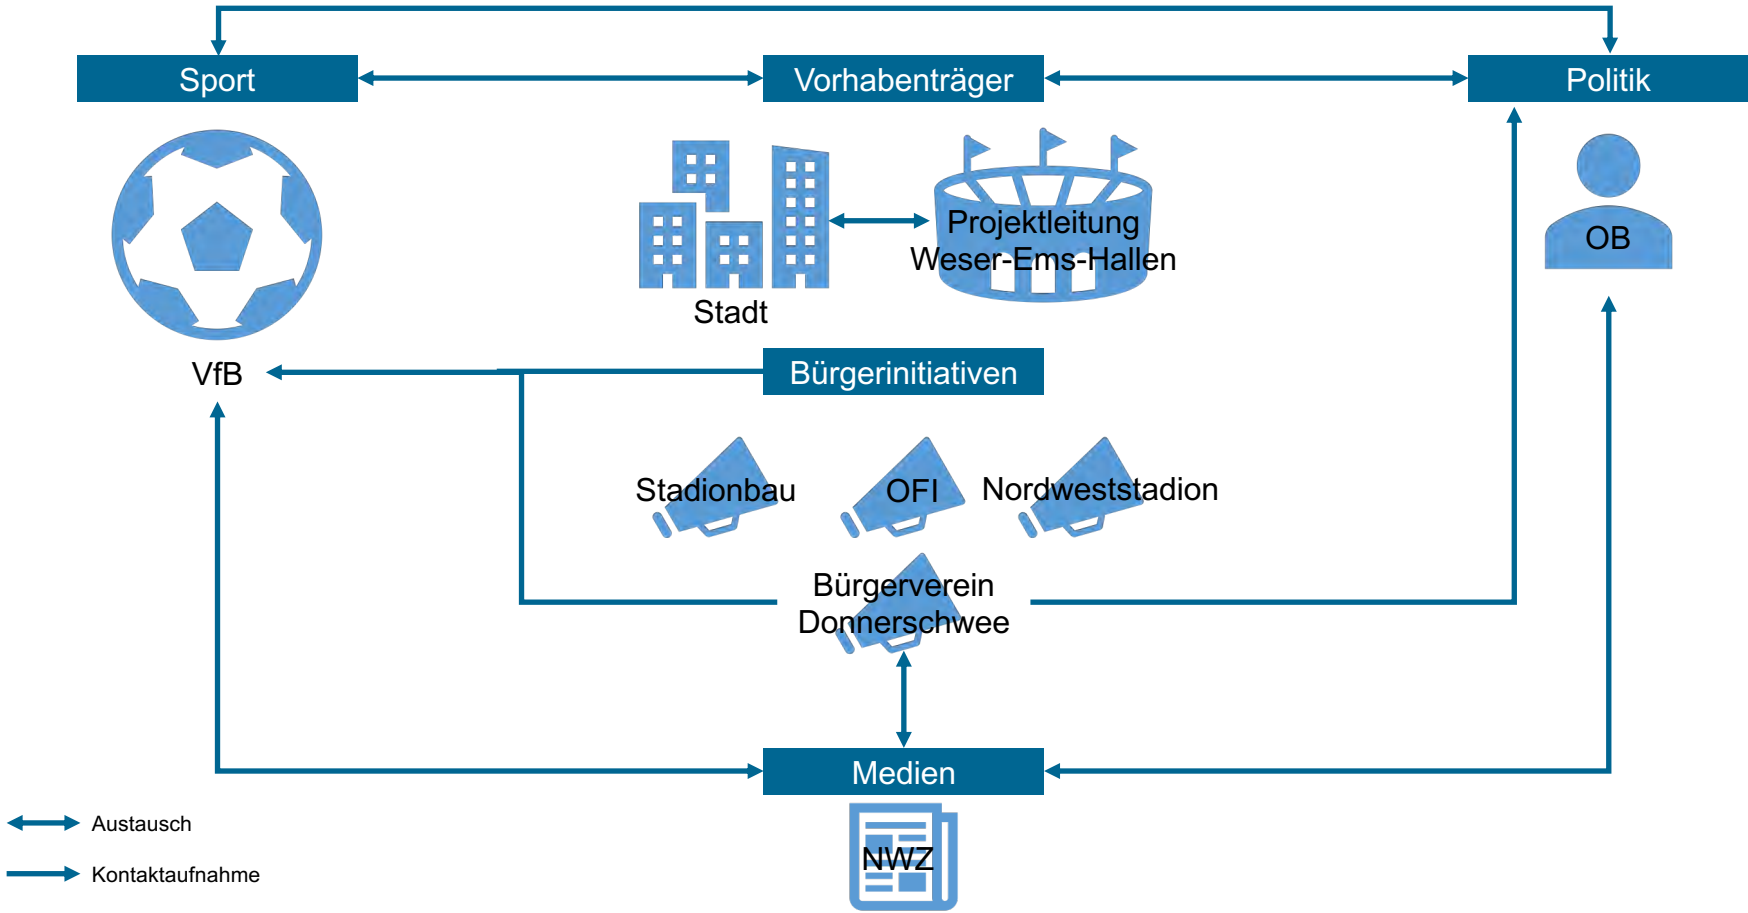 Sport
Vorhabenträger
Politik
Projektleitung
Weser-Ems-Hallen
OB
Stadt
VfB
Bürgerinitiativen
Stadionbau
OFI
Nordweststadion
Bürgerverein
Donnerschwee
Medien
NWZ
Austausch
Kontaktaufnahme